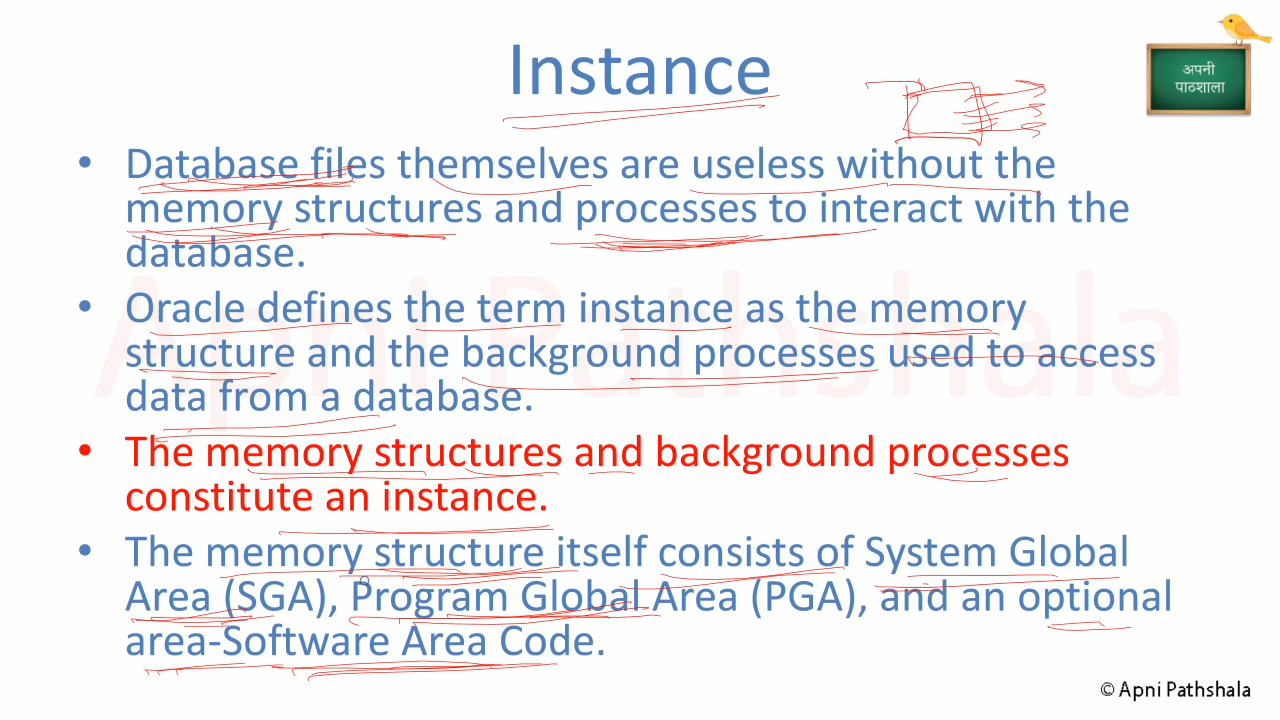 Instance
अपनी
पाठशाला
• Database files themselves are useless without the
memory structures and processes to interact with the
database.
• Oracle defines the term instance as the memory
structure and the background processes used to access
data from a database.
• The memory structures and background processes
constitute an instance.
• The memory structure itself consists of System Global
Area (SGA), Program Global Area (PGA), and an optional
area-Software Area Code.
Apni Pathshala
© Apni Pathshala